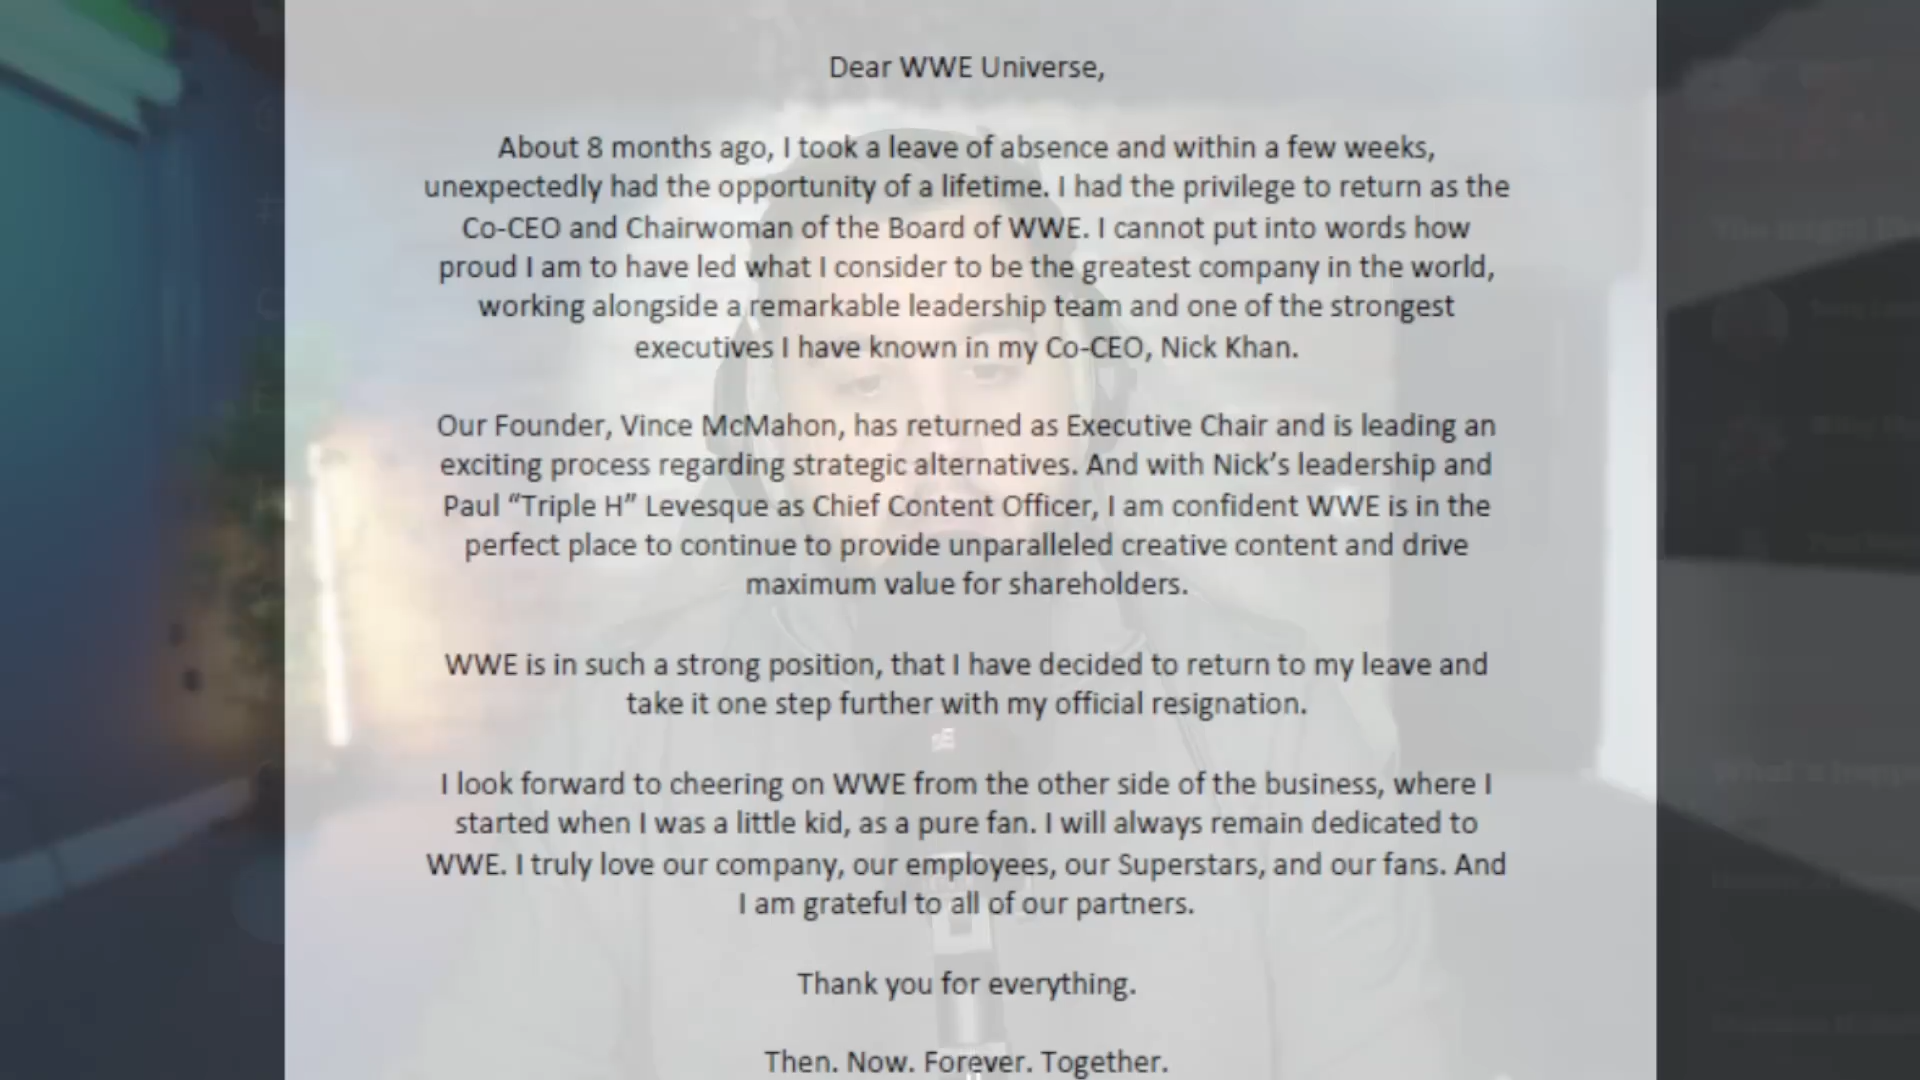 Dear WWE Universe,
About 8 months ago, I took a leave of absence and within a few weeks,
unexpectedly had the opportunity of a lifetime. I had the privilege to return as the
Co-CEO and Chairwoman of the Board of WWE. I cannot put into words how
proud I am to have led what I consider to be the greatest company in the world,
working alongside a remarkable leadership team and one of the strongest
executives I have known in my Co-CEO, Nick Khan.
Our Founder, Vince McMahon, has returned as Executive Chair and is leading an
exciting process regarding strategic alternatives. And with Nick’s leadership and
Paul “Triple H” Levesque as Chief Content Officer, I am confident WWE is in the
perfect place to continue to provide unparalleled creative content and drive
maximum value for shareholders.
WWE is in such a strong position, that I have decided to return to my leave and
take it one step further with my official resignation.
I look forward to cheering on WWE from the other side of the business, where I
started when I was a little kid, as a pure fan. I will always remain dedicated to
WWE. I truly love our company, our employees, our Superstars, and our fans. And
I am grateful to all of our partners.
Thank you for everything.
Then. Now. Forever. Together.